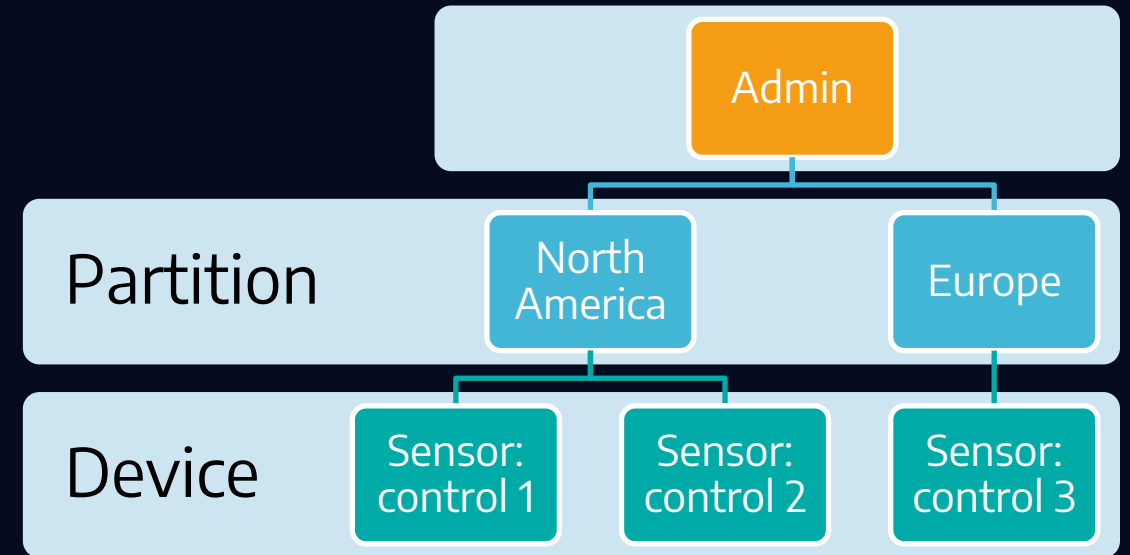 Admin
Partition
North
America
Europe
Device
Sensor:
control 1
Sensor:
control 2
Sensor:
control 3